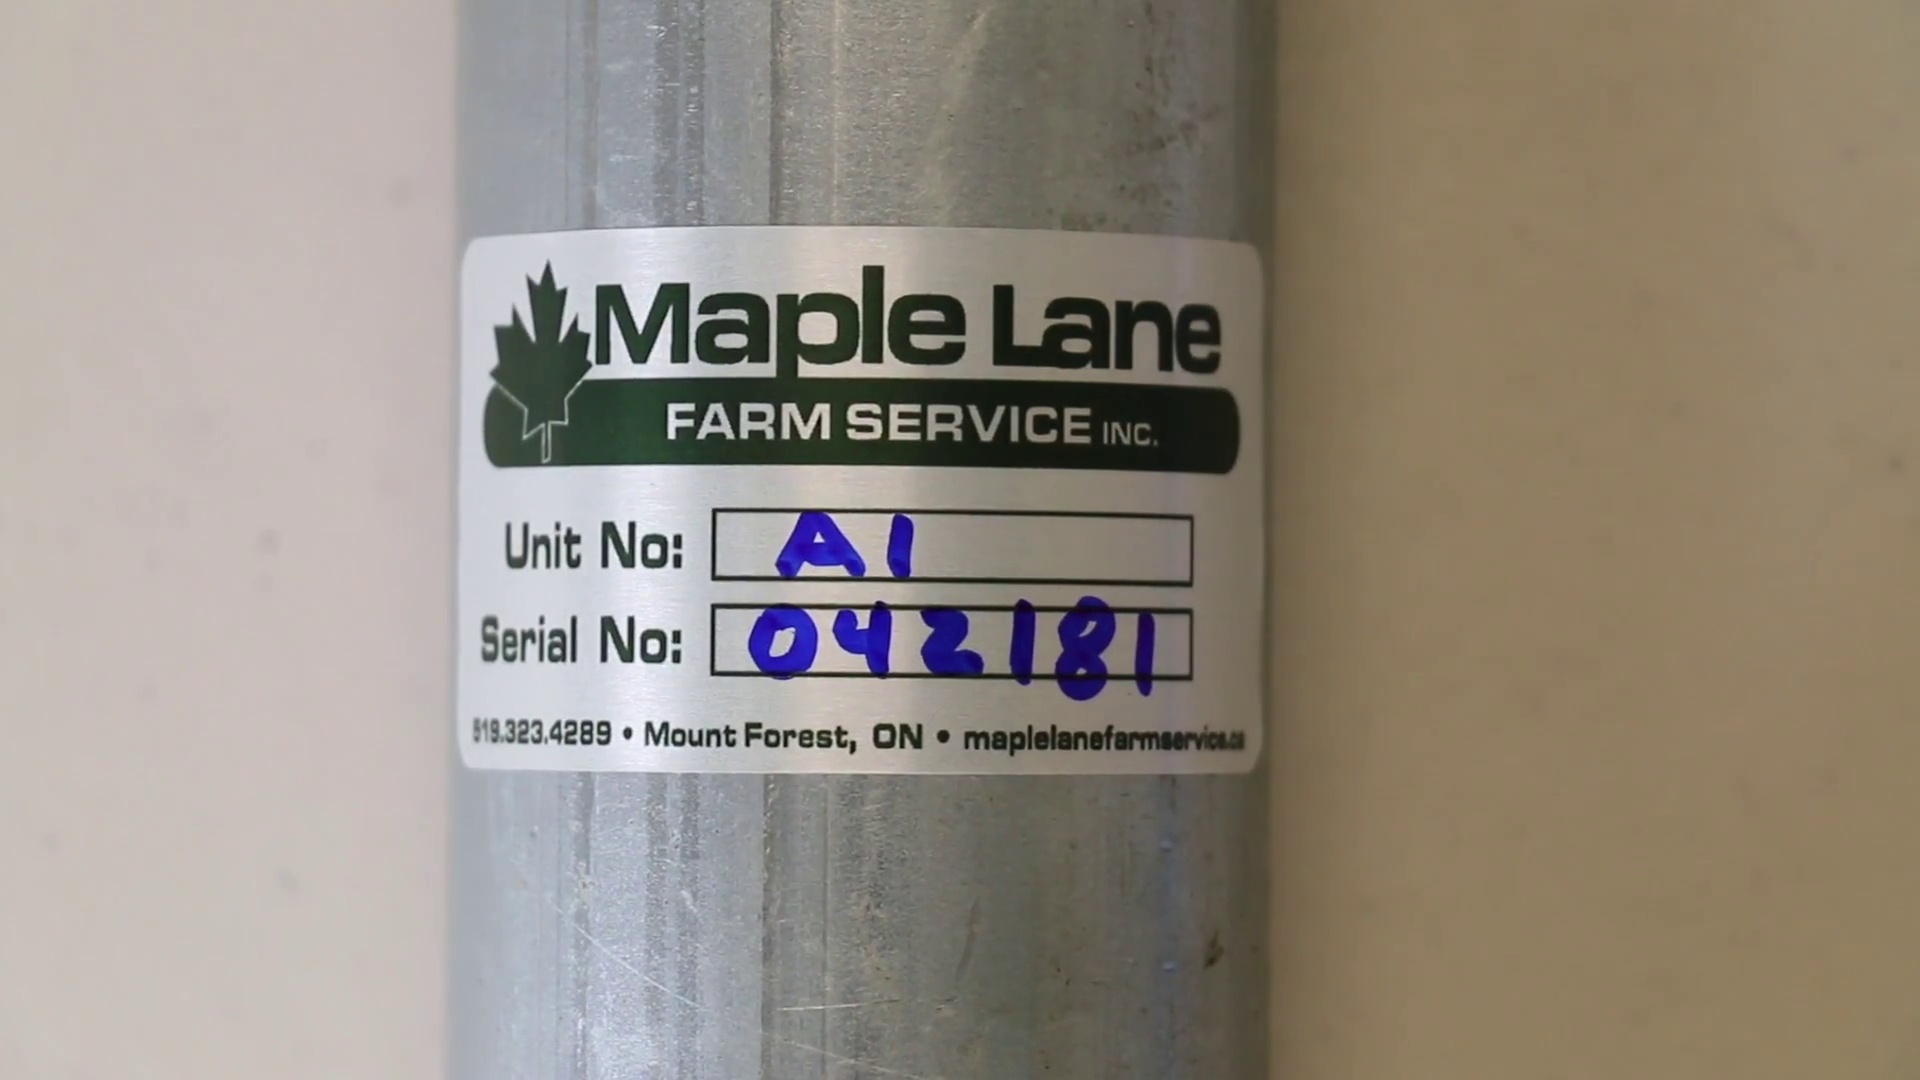 Maple Lane
FARM SERVICE INC.
Unit No: A1
Serial No: 042181
519.323.4289 • Mount Forest, ON • maplelanefarmservice.ca